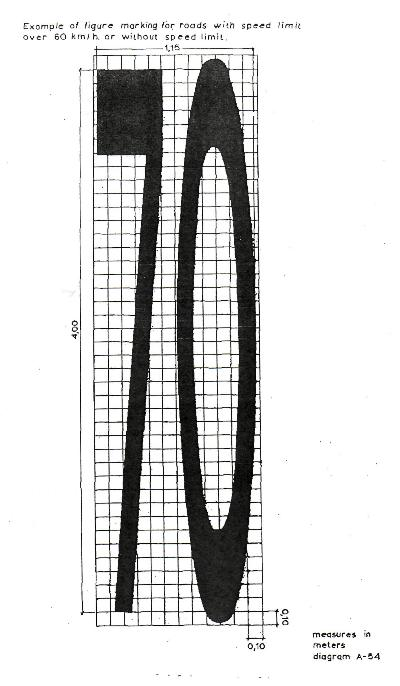 Example of figure marking for roads with speed limit
over 60 km/h. or without speed limit.
1,15
4,00
70
0,10
0,10
measures in
meters
diagram A-54